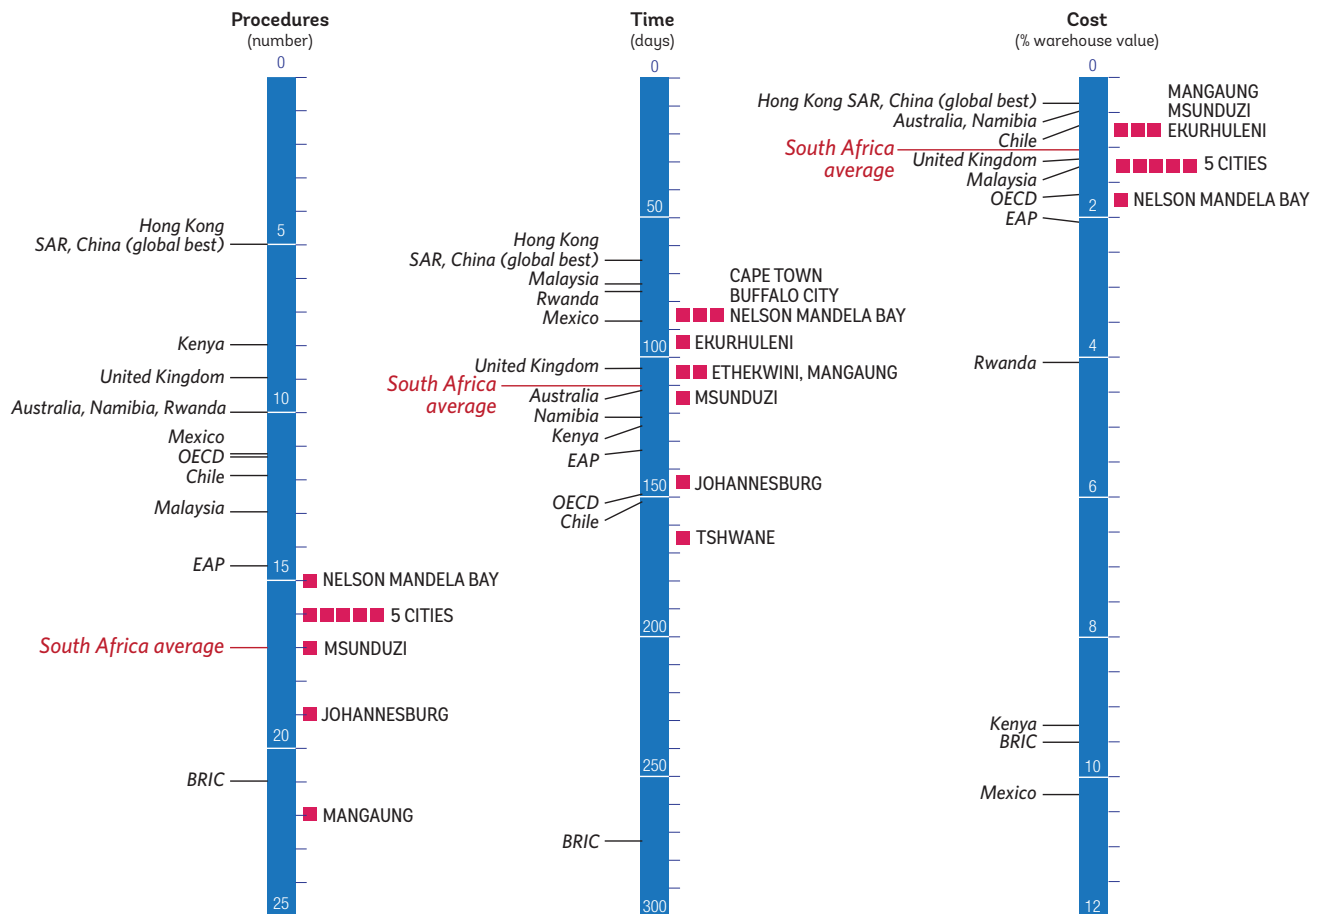 Procedures
(number)
0
Hong Kong
SAR, China (global best)
5
Kenya
United Kingdom
Australia, Namibia, Rwanda
10
Mexico
OECD
Chile
Malaysia
EAP
15
NELSON MANDELA BAY
5 CITIES
South Africa average
MSUNDUZI
JOHANNESBURG
20
BRIC
MANGAUNG
25
Time
(days)
0
50
Hong Kong
SAR, China (global best)
Malaysia
Rwanda
Mexico
CAPE TOWN
BUFFALO CITY
NELSON MANDELA BAY
EKURHULENI
100
United Kingdom
ETHEKWINI, MANGAUNG
South Africa
average
Australia
MSUNDUZI
Namibia
Kenya
EAP
JOHANNESBURG
150
OECD
Chile
TSHWANE
200
250
BRIC
300
Cost
(% warehouse value)
0
Hong Kong SAR, China (global best)
Australia, Namibia
Chile
MANGAUNG
MSUNDUZI
EKURHULENI
South Africa
average
United Kingdom
5 CITIES
Malaysia
OECD
NELSON MANDELA BAY
2
EAP
4
Rwanda
6
8
Kenya
BRIC
10
Mexico
12